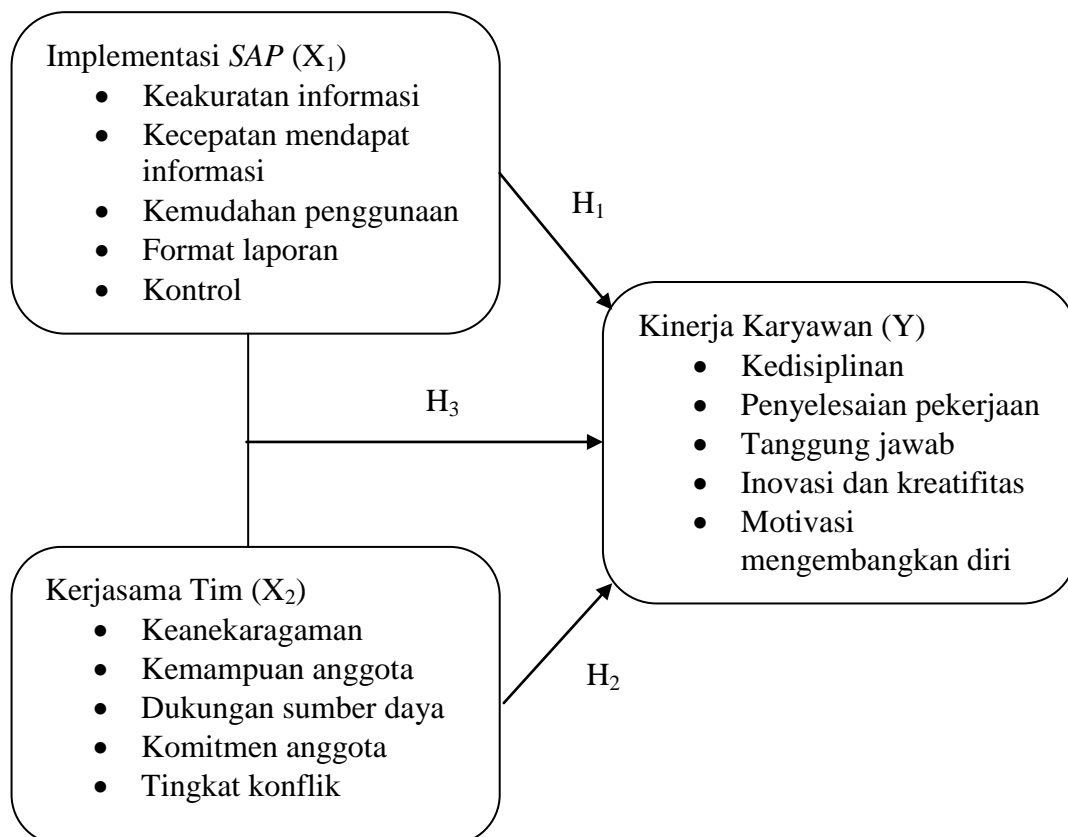 Implementasi SAP (X₁)
• Keakuratan informasi
• Kecepatan mendapat
informasi
• Kemudahan penggunaan
• Format laporan
• Kontrol
H₁
Kinerja Karyawan (Y)
• Kedisiplinan
• Penyelesaian pekerjaan
• Tanggung jawab
• Inovasi dan kreatifitas
• Motivasi
mengembangkan diri
H₃
Kerjasama Tim (X₂)
• Keanekaragaman
• Kemampuan anggota
• Dukungan sumber daya
• Komitmen anggota
• Tingkat konflik
H₂